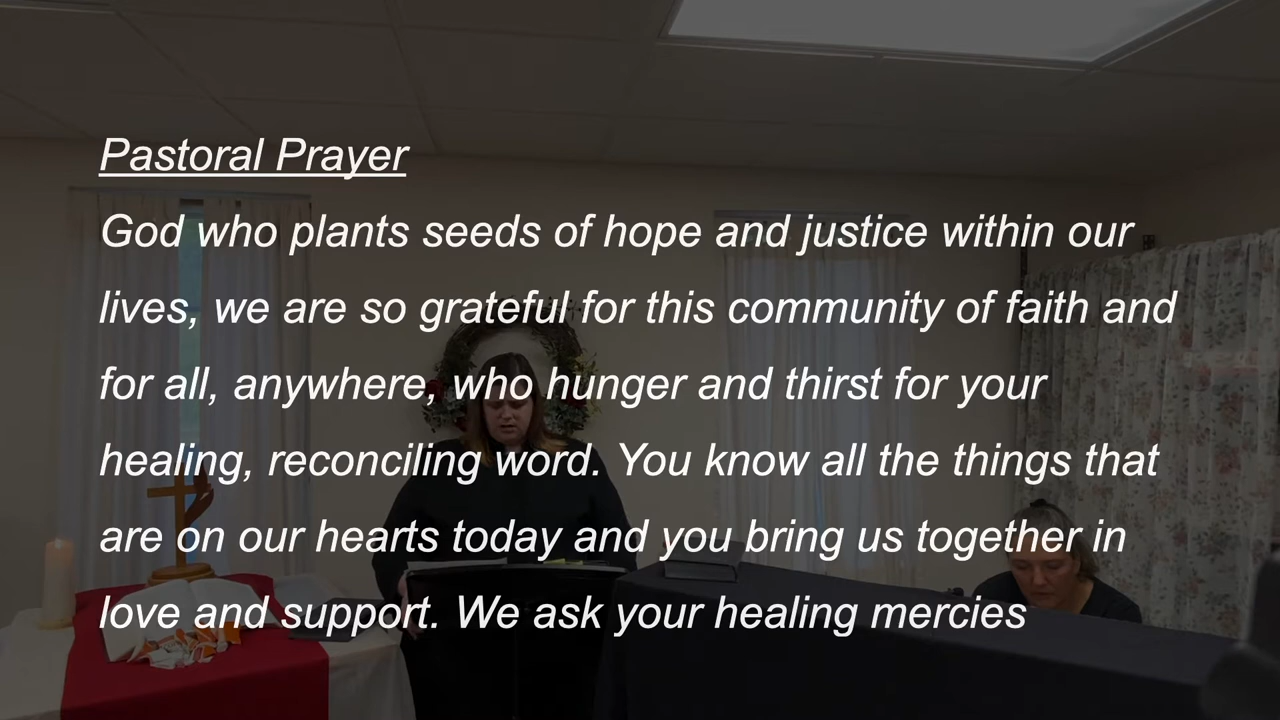 Pastoral Prayer
God who plants seeds of hope and justice within our
lives, we are so grateful for this community of faith and
for all, anywhere, who hunger and thirst for your
healing, reconciling word. You know all the things that
are on our hearts today and you bring us together in
love and support. We ask your healing mercies